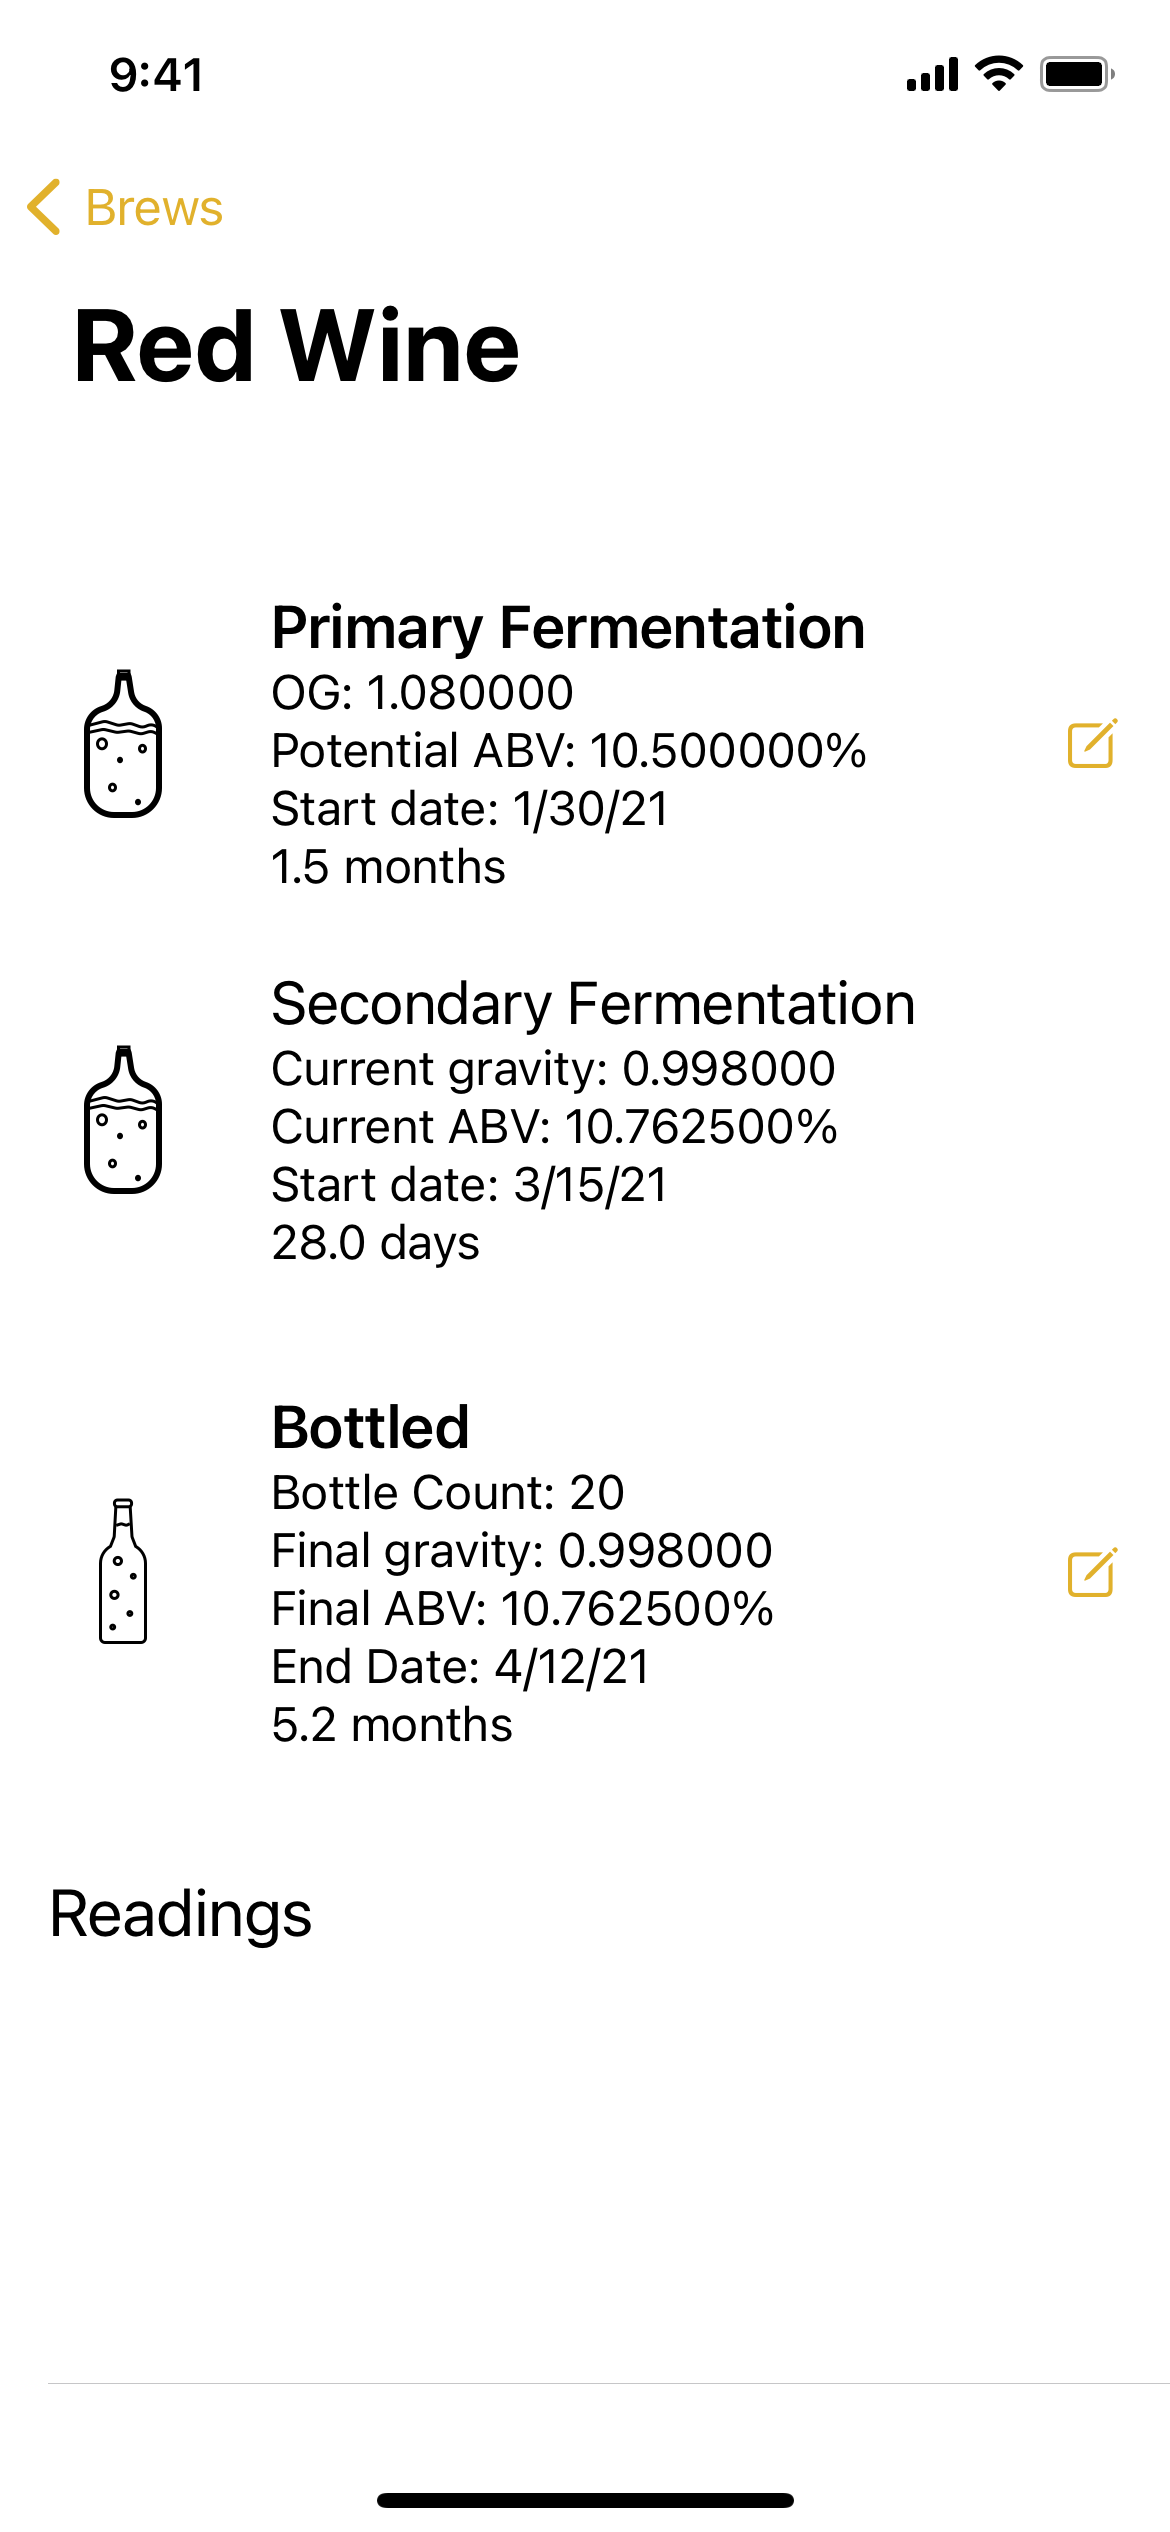 9:41
Brews
Red Wine
Primary Fermentation
OG: 1.080000
Potential ABV: 10.500000%
Start date: 1/30/21
1.5 months
Secondary Fermentation
Current gravity: 0.998000
Current ABV: 10.762500%
Start date: 3/15/21
28.0 days
Bottled
Bottle Count: 20
Final gravity: 0.998000
Final ABV: 10.762500%
End Date: 4/12/21
5.2 months
Readings